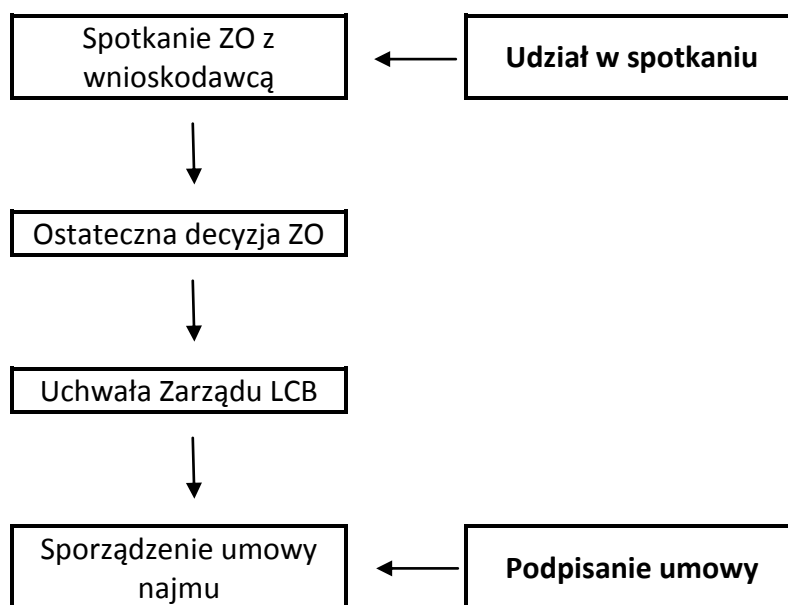 Spotkanie ZO z
wnioskodawcą
Udział w spotkaniu
Ostateczna decyzja ZO
Uchwała Zarządu LCB
Sporządzenie umowy
najmu
Podpisanie umowy